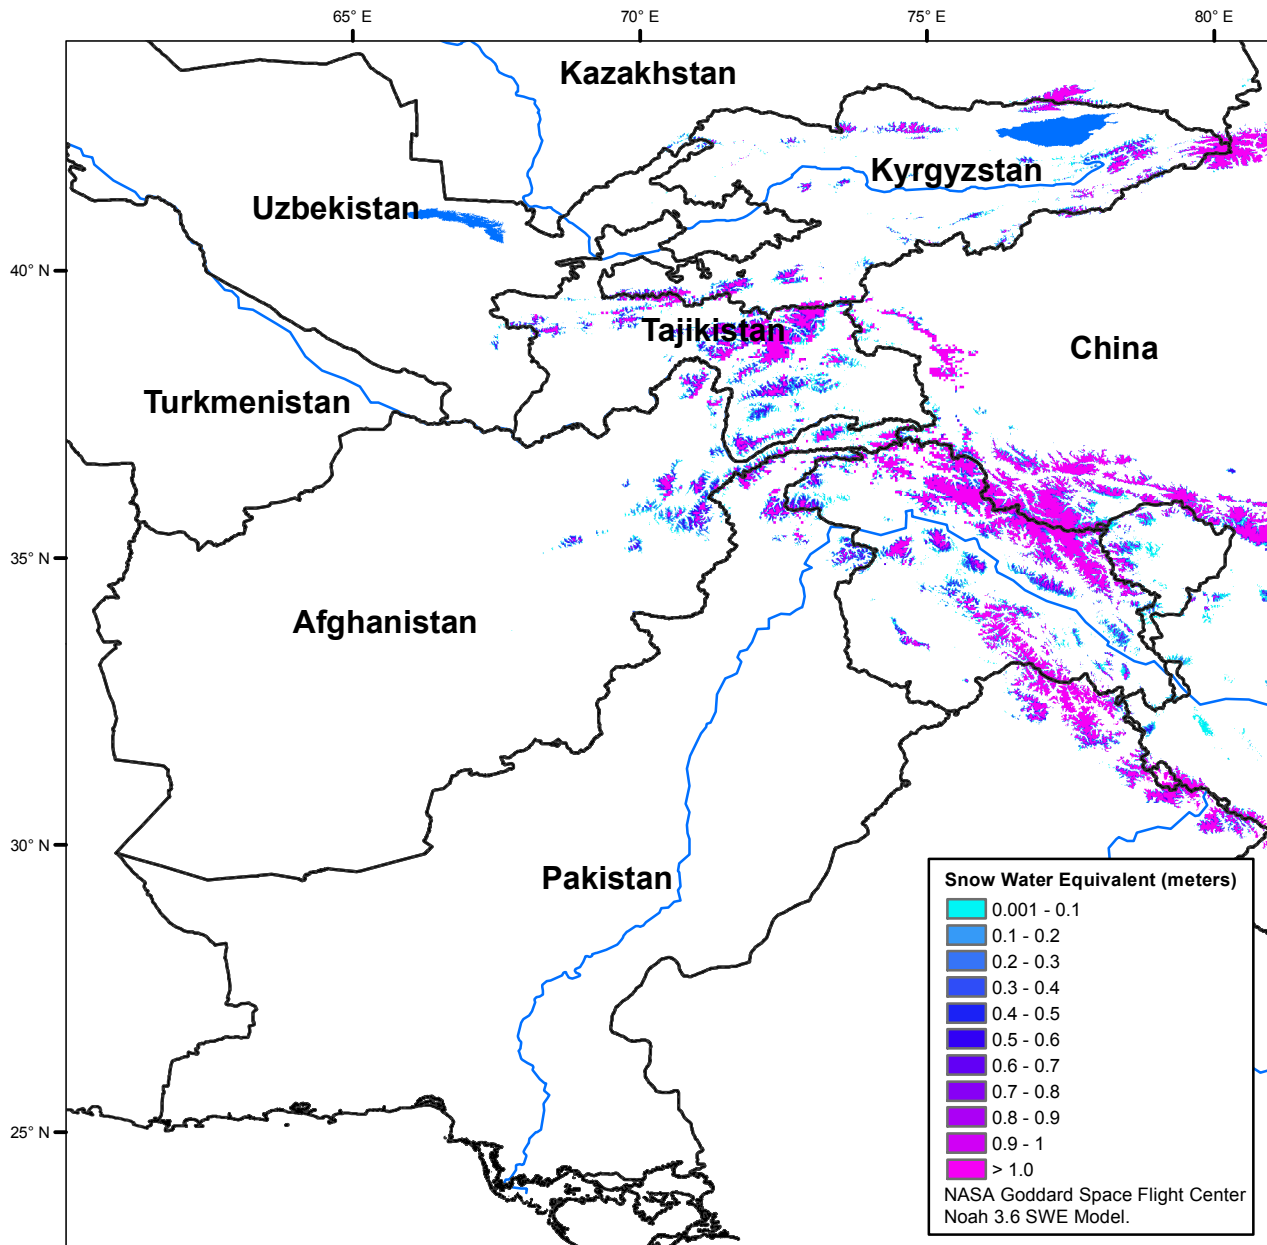 65° E
70° E
75° E
80° E
Kazakhstan
Kyrgyzstan
Uzbekistan
40° N
Tajikistan
China
Turkmenistan
35° N
Afghanistan
30° N
Pakistan
Snow Water Equivalent (meters)
0.001 - 0.1
0.1 - 0.2
0.2 - 0.3
0.3 - 0.4
0.4 - 0.5
0.5 - 0.6
0.6 - 0.7
0.7 - 0.8
0.8 - 0.9
0.9 - 1
> 1.0
NASA Goddard Space Flight Center
Noah 3.6 SWE Model.
25° N